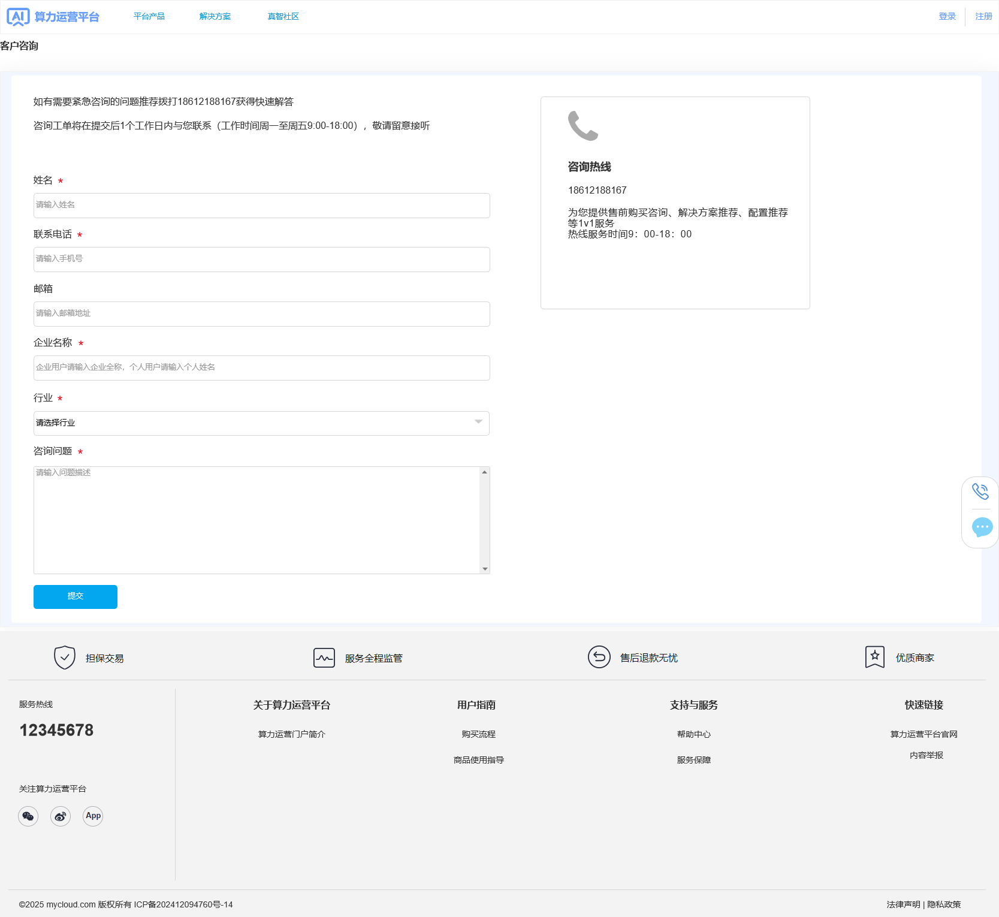 AI 算力运营平台 平台产品 解决方案 真智社区 登录 注册
客户咨询
如有需要紧急咨询的问题推荐拨打18612188167获得快速解答
咨询工单将在提交后1个工作日内与您联系（工作时间周一至周五9:00-18:00），敬请留意接听
姓名 *
请输入姓名
联系电话 *
请输入手机号
邮箱
请输入邮箱地址
企业名称 *
企业用户请输入企业全称，个人用户请输入个人姓名
行业 *
请选择行业
咨询问题 *
请输入问题描述
提交
咨询热线
18612188167
为您提供售前购买咨询、解决方案推荐、配置推荐
等1v1服务
热线服务时间9：00-18：00
担保交易 服务全程监管 售后退款无忧 优质商家
服务热线
12345678
关注算力运营平台
App
关于算力运营平台
算力运营门户简介
用户指南
购买流程
商品使用指导
支持与服务
帮助中心
服务保障
快速链接
算力运营平台官网
内容举报
©2025 mycloud.com 版权所有 ICP备202412094760号-14 法律声明 | 隐私政策